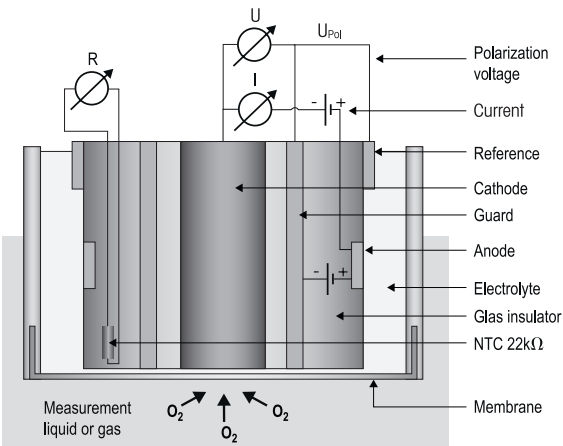 U
U Pol
R
I
- +
Polarization
voltage
Current
Reference
Cathode
Guard
Anode
- +
Electrolyte
Glas insulator
NTC 22kΩ
Membrane
Measurement
liquid or gas
O₂
O₂
O₂